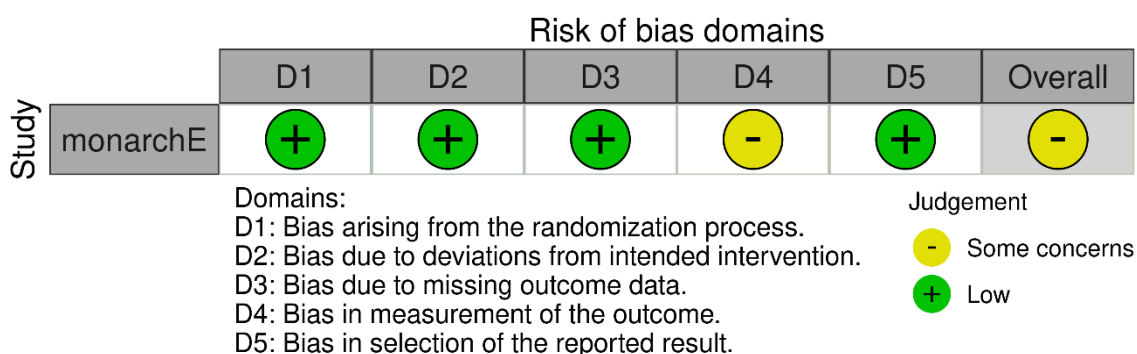 Risk of bias domains
D1 D2 D3 D4 D5 Overall
Study
monarchE + + + - + -
Domains:
D1: Bias arising from the randomization process.
D2: Bias due to deviations from intended intervention.
D3: Bias due to missing outcome data.
D4: Bias in measurement of the outcome.
D5: Bias in selection of the reported result.
Judgement
- Some concerns
+ Low